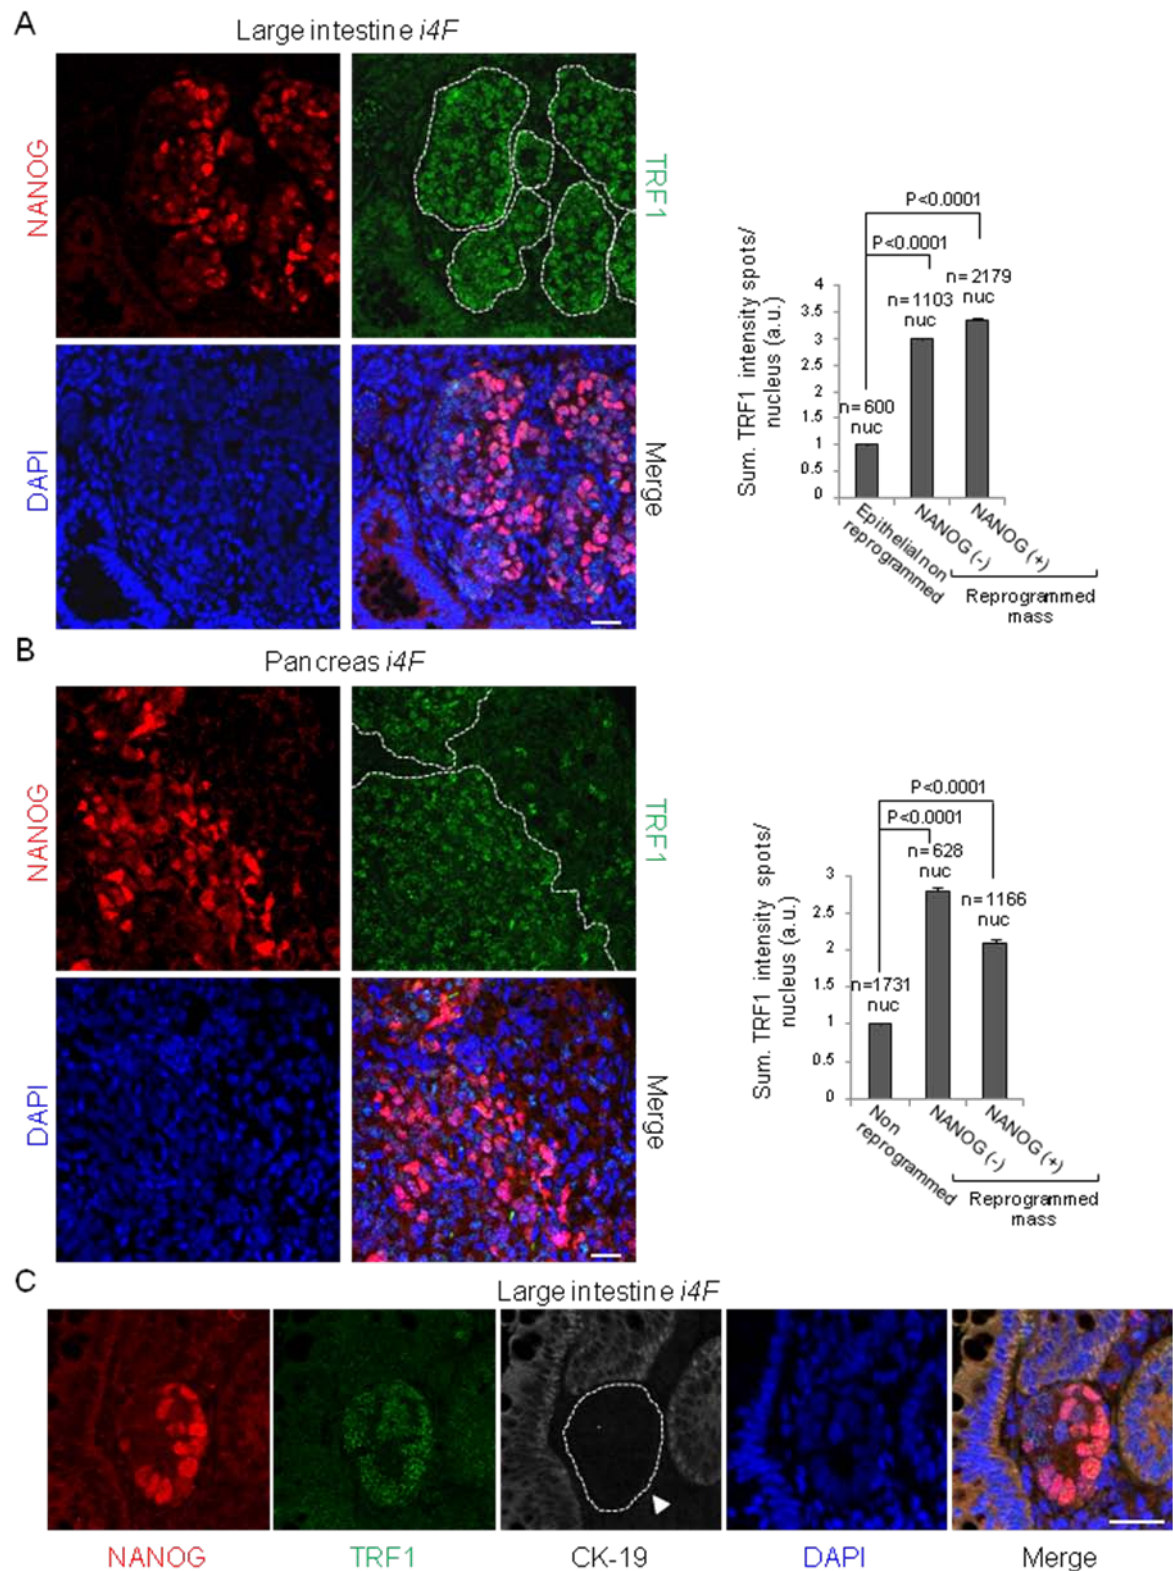 A
Large intestine i4F
NANOG
TRF1
DAPI
Merge
Sum. TRF1 intensity spots/
nucleus (a.u.)
P<0.0001
P<0.0001
n=2179
nuc
n=1103
nuc
n=600
nuc
4
3.5
3
2.5
2
1.5
1
0.5
0
Epithelial non
reprogrammed
NANOG (-)
NANOG (+)
Reprogrammed
mass
B
Pancreas i4F
NANOG
TRF1
DAPI
Merge
Sum. TRF1 intensity spots/
nucleus (a.u.)
P<0.0001
P<0.0001
n=628
nuc
n=1166
nuc
n=1731
nuc
3
2.5
2
1.5
1
0.5
0
Non
reprogrammed
NANOG (-)
NANOG (+)
Reprogrammed
mass
C
Large intestine i4F
NANOG
TRF1
CK-19
DAPI
Merge